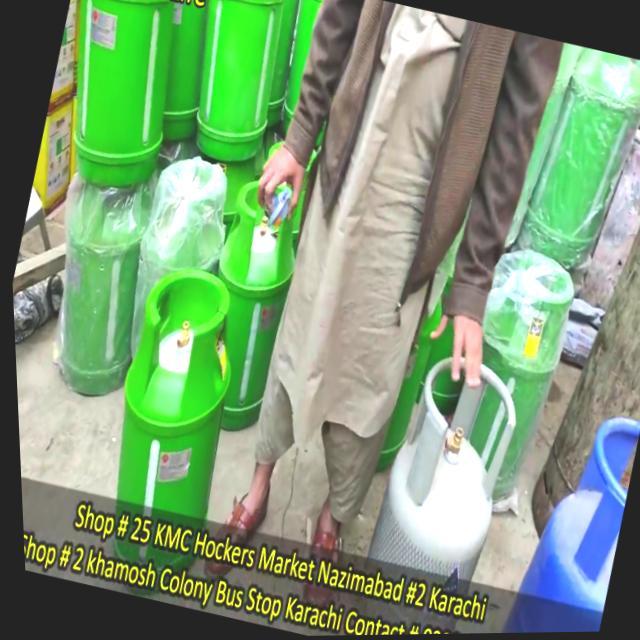 Shop # 25 KMC Hockers Market Nazimabad #2 Karachi
Shop # 2 khamosh Colony Bus Stop Karachi Contact #